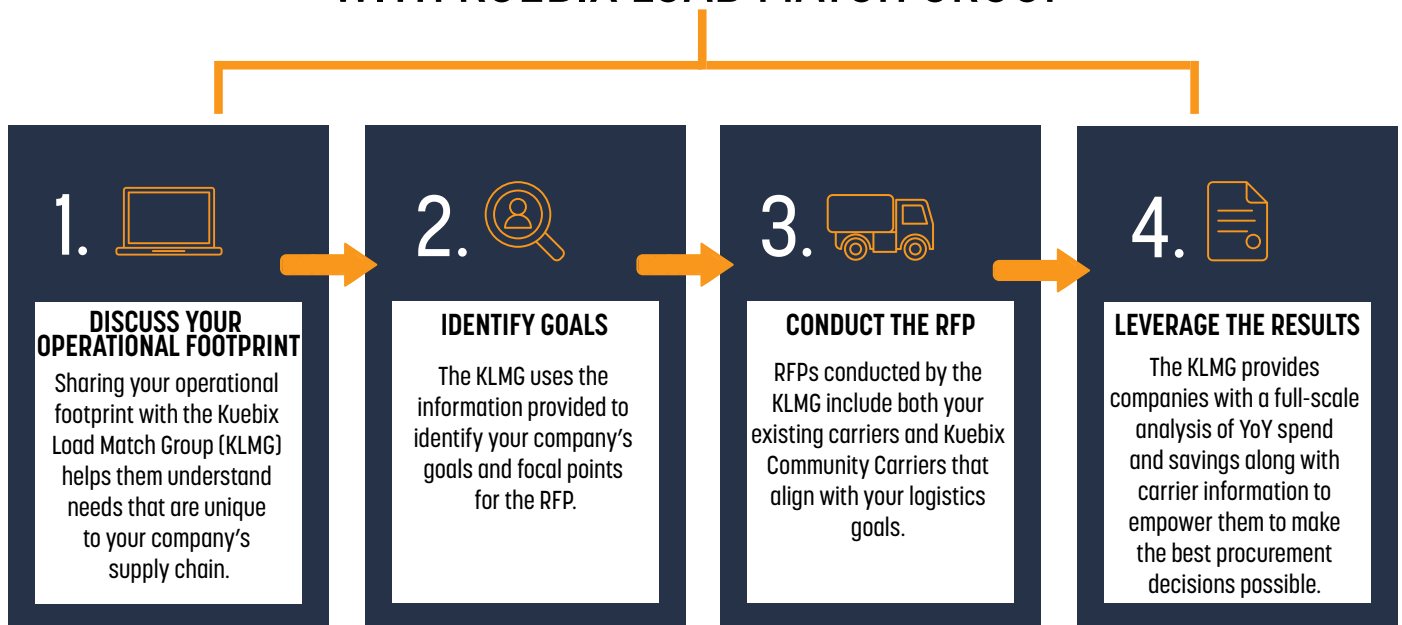 WITH KUEBIX LOAD MATCH GROUP
1.
DISCUSS YOUR
OPERATIONAL FOOTPRINT
Sharing your operational
footprint with the Kuebix
Load Match Group (KLMG)
helps them understand
needs that are unique
to your company's
supply chain.
2.
IDENTIFY GOALS
The KLMG uses the
information provided to
identify your company's
goals and focal points
for the RFP.
3.
CONDUCT THE RFP
RFPs conducted by the
KLMG include both your
existing carriers and Kuebix
Community Carriers that
align with your logistics
goals.
4.
LEVERAGE THE RESULTS
The KLMG provides
companies with a full-scale
analysis of YoY spend
and savings along with
carrier information to
empower them to make
the best procurement
decisions possible.